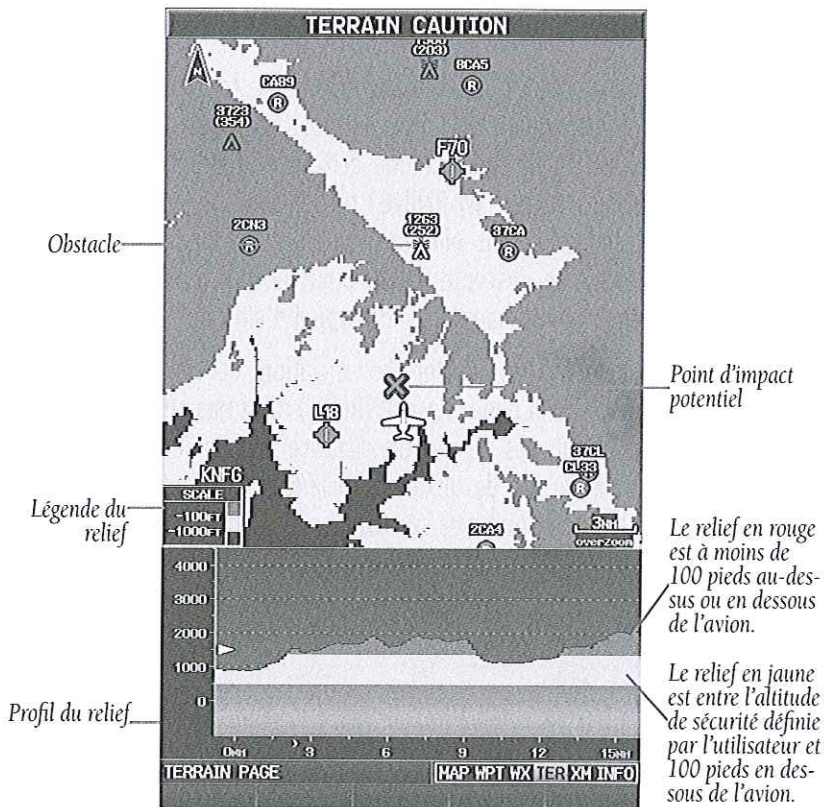 TERRAIN CAUTION
(203)
8CA5
CA89
3723
(354)
F70
2CN3
1263
(252)
37CA
Obstacle
Point d'impact
potentiel
L18
37CL
CL33
R
KNFG
SCALE
-100FT
-1000FT
Légende du
relief
2CA4
3NM
overzoom
Le relief en rouge
est à moins de
100 pieds au-des-
sus ou en dessous
de l'avion.
4000
3000
2000
1000
0
Le relief en jaune
est entre l'altitude
de sécurité définie
par l'utilisateur et
100 pieds en des-
sous de l'avion.
Profil du relief
0NM 3 6 9 12 15NM
TERRAIN PAGE
MAP WPT WX TER XM INFO